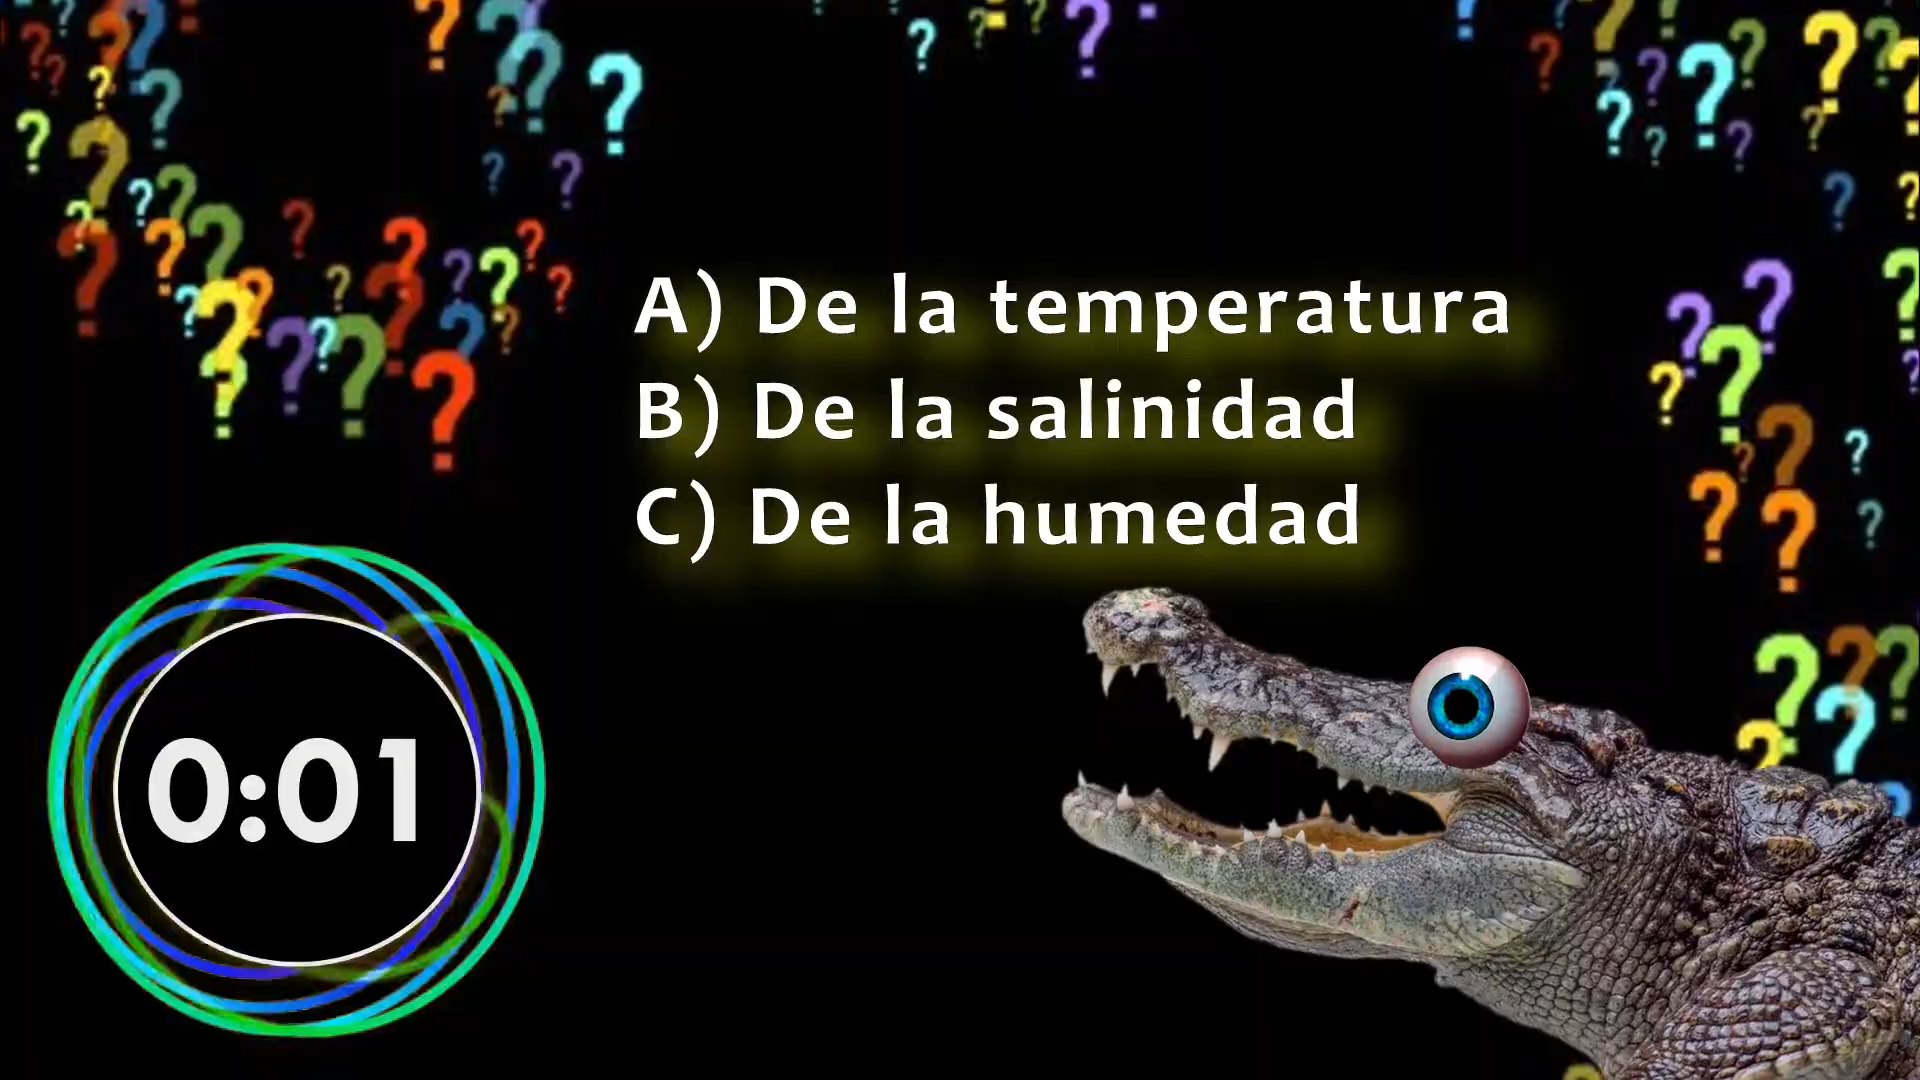 A) De la temperatura
B) De la salinidad
C) De la humedad
0:01